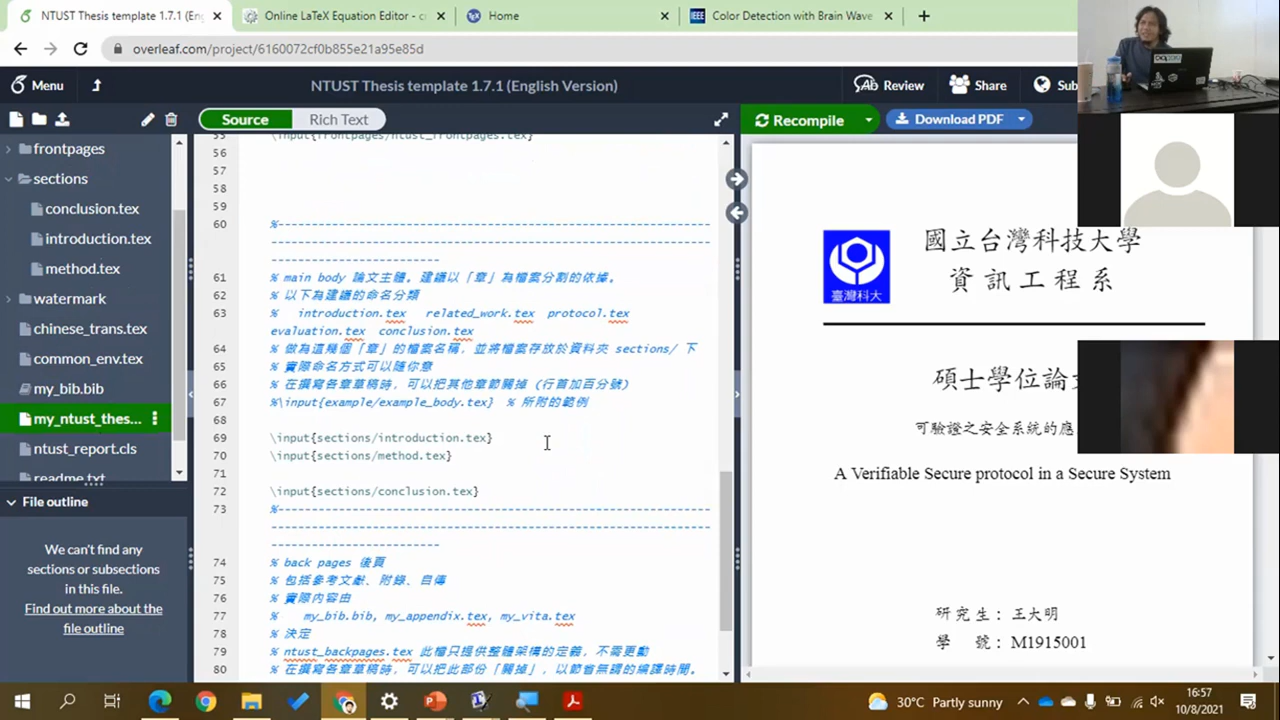 NTUST Thesis template 1.7.1 (E
Online LaTeX Equation Editor - c
Home
IEEE
Color Detection with Brain Wave
overleaf.com/project/6160072cf0b855e21a95e85d
Menu
NTUST Thesis template 1.7.1 (English Version)
Review
Share
Sub
Source
Rich Text
Recompile
Download PDF
frontpages
sections
conclusion.tex
introduction.tex
method.tex
watermark
chinese_trans.tex
common_env.tex
my_bib.bib
my_ntust_thes...
ntust_report.cls
readme.txt
File outline
We can't find any
sections or subsections
in this file.
Find out more about the
file outline
55 \input{frontpages/ntust_frontpages.tex}
56
57
58
59
60 %--------------------------------------------------------
--------------------------------------------------------
----------------------
61 % main body 論文主體。建議以「章」為檔案分割的依據。
62 % 以下為建議的命名分類
63 % introduction.tex related_work.tex protocol.tex
evaluation.tex conclusion.tex
64 % 做為這幾個「章」的檔案名稱，並將檔案存放於資料夾 sections/ 下
65 % 實際命名方式可以隨你意
66 % 在撰寫各章草稿時，可以把其他章節關掉 (行首加百分號)
67 %\input{example/example_body.tex} % 所附的範例
68
69 \input{sections/introduction.tex}
70 \input{sections/method.tex}
71
72 \input{sections/conclusion.tex}
73 %--------------------------------------------------------
--------------------------------------------------------
----------------------
74 % back pages 後頁
75 % 包括參考文獻、附錄、自傳
76 % 實際內容由
77 % my_bib.bib, my_appendix.tex, my_vita.tex
78 % 決定
79 % ntust_backpages.tex 此檔只提供整體架構的定義，不需更動
80 % 在撰寫各章草稿時，可以把此部份「關掉」，以節省無謂的編譯時間。
國立台灣科技大學
資訊工程系
臺灣科大
碩士學位論文
可驗證之安全系統的應
A Verifiable Secure protocol in a Secure System
研究生：王大明
學 號：M1915001
30°C Partly sunny
16:57
10/8/2021